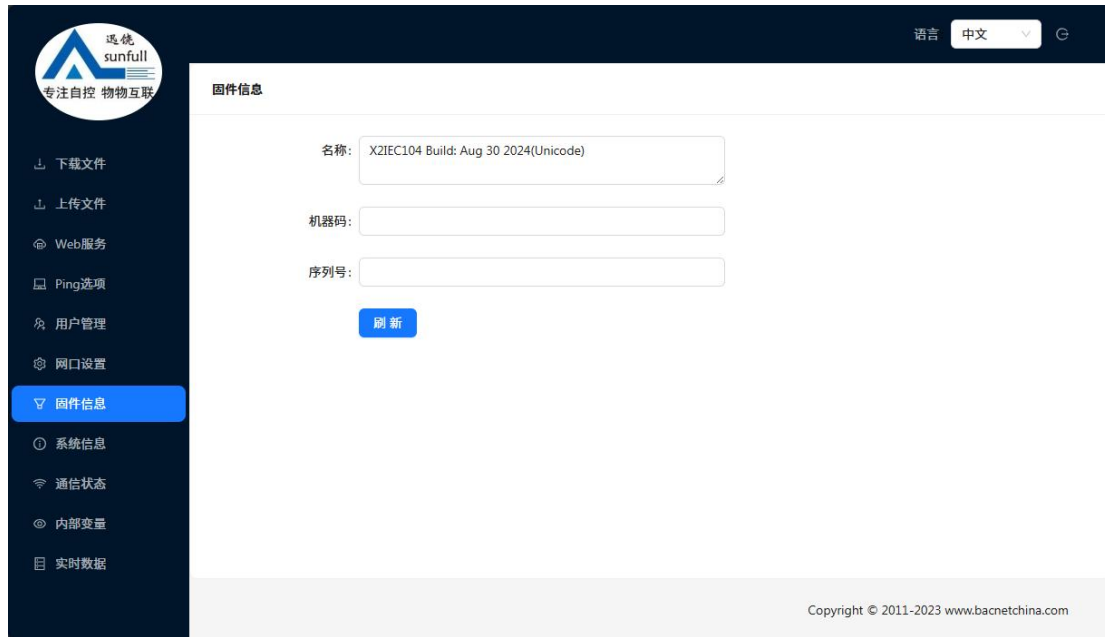 迅饶
sunfull
专注自控 物物互联
语言 中文
固件信息
名称: X2IEC104 Build: Aug 30 2024(Unicode)
机器码:
序列号:
刷 新
下载文件
上传文件
Web服务
Ping选项
用户管理
网口设置
固件信息
系统信息
通信状态
内部变量
实时数据
Copyright © 2011-2023 www.bacnetchina.com